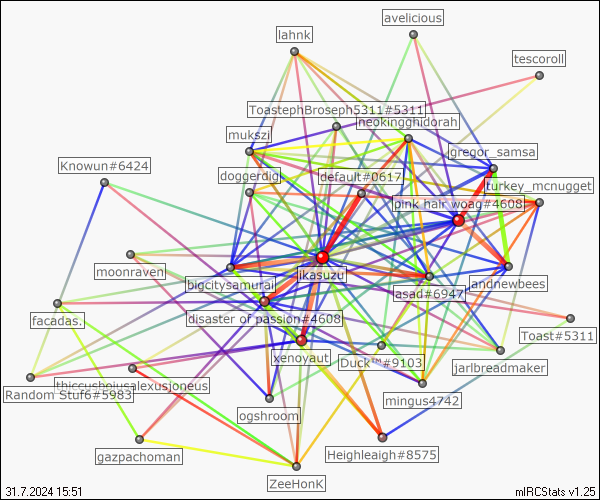 avelicious
lahnk
tescoroll
ToastephBroseph5311#5311
neokingghidorah
mukszi
gregor_samsa
Knowun#6424
doggerdigi
default#0617
turkey_mcnugget
pink hair woag#4608
moonraven
likasuzu
bigcitysamurai
asad#6947
andnewbees
disaster of passion#4608
facadas.
Toast#5311
xenoyaut
Duck™#9103
jarlbreadmaker
Random Stuf6#5983
thiccusboiusalexusjoneus
mingus4742
ogshroom
gazpachoman
Heighleaigh#8575
ZeeHonK
31.7.2024 15:51
mIRCStats v1.25